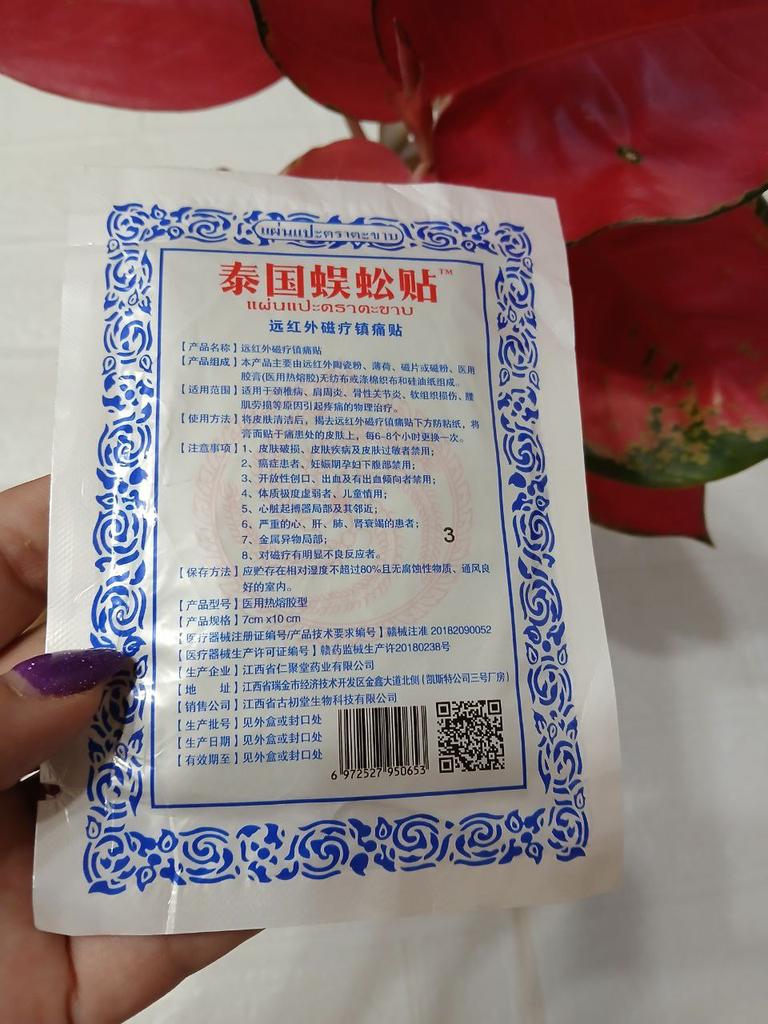 แผ่นแปะตราตะขาบ
泰国蜈蚣贴™
แผ่นแปะตราตะขาบ
远红外磁疗镇痛贴
【产品名称】远红外磁疗镇痛贴
【产品组成】本产品主要由远红外陶瓷粉、薄荷、磁片或磁粉、医用
胶膏(医用热熔胶)无纺布或涤棉织布和硅油纸组成。
【适用范围】适用于颈椎病、肩周炎、骨性关节炎、软组织损伤、腰
肌劳损等原因引起疼痛的物理治疗。
【使用方法】将皮肤清洁后，揭去远红外磁疗镇痛贴下方防粘纸，将
膏面贴于痛患处的皮肤上，每6-8个小时更换一次。
【注意事项】1、皮肤破损、皮肤疾病及皮肤过敏者禁用；
2、癌症患者、妊娠期孕妇下腹部禁用；
3、开放性创口、出血及有出血倾向者禁用；
4、体质极度虚弱者、儿童慎用；
5、心脏起搏器局部及其邻近；
6、严重的心、肝、肺、肾衰竭的患者；
7、金属异物局部；
8、对磁疗有明显不良反应者。
3
【保存方法】应贮存在相对湿度不超过80%且无腐蚀性物质、通风良
好的室内。
【产品型号】医用热熔胶型
【产品规格】7cm x10 cm
【医疗器械注册证编号/产品技术要求编号】赣械注准 20182090052
【医疗器械生产许可证编号】赣药监械生产许20180238号
【生产企业】江西省仁聚堂药业有限公司
【地 址】江西省瑞金市经济技术开发区金鑫大道北侧（凯斯特公司三号厂房）
【销售公司】江西省古初堂生物科技有限公司
【生产批号】见外盒或封口处
【生产日期】见外盒或封口处
【有效期至】见外盒或封口处
6 972527 950653